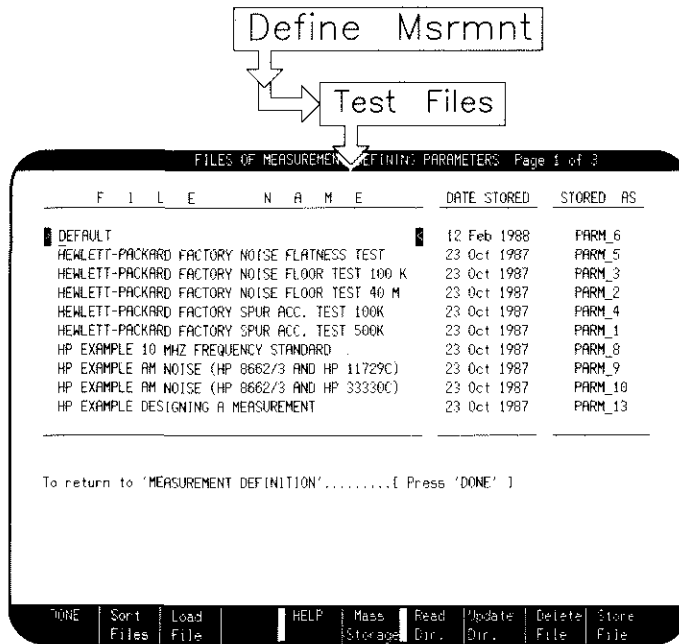 Define Msrmnt
Test Files
FILES OF MEASUREMENT DEFINING PARAMETERS Page 1 of 3
FILE NAME DATE STORED STORED AS
DEFAULT 12 Feb 1988 PARM_6
HEWLETT-PACKARD FACTORY NOISE FLATNESS TEST 23 Oct 1987 PARM_5
HEWLETT-PACKARD FACTORY NOISE FLOOR TEST 100 K 23 Oct 1987 PARM_3
HEWLETT-PACKARD FACTORY NOISE FLOOR TEST 40 M 23 Oct 1987 PARM_2
HEWLETT-PACKARD FACTORY SPUR ACC. TEST 100K 23 Oct 1987 PARM_4
HEWLETT-PACKARD FACTORY SPUR ACC. TEST 500K 23 Oct 1987 PARM_1
HP EXAMPLE 10 MHZ FREQUENCY STANDARD . 23 Oct 1987 PARM_8
HP EXAMPLE AM NOISE (HP 8662/3 AND HP 11729C) 23 Oct 1987 PARM_9
HP EXAMPLE AM NOISE (HP 8662/3 AND HP 33330C) 23 Oct 1987 PARM_10
HP EXAMPLE DESIGNING A MEASUREMENT 23 Oct 1987 PARM_13
To return to 'MEASUREMENT DEFINITION'.........[ Press 'DONE' ]
DONE Sort Load HELP Mass Read Update Delete Store
Files File Storage Dir. Dir. File File